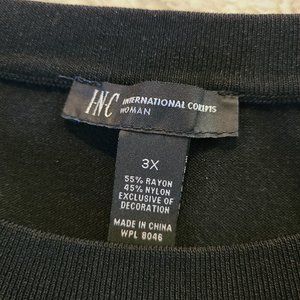 INC INTERNATIONAL CONCEPTS
WOMAN
3X
55% RAYON
45% NYLON
EXCLUSIVE OF
DECORATION
MADE IN CHINA
WPL 8046